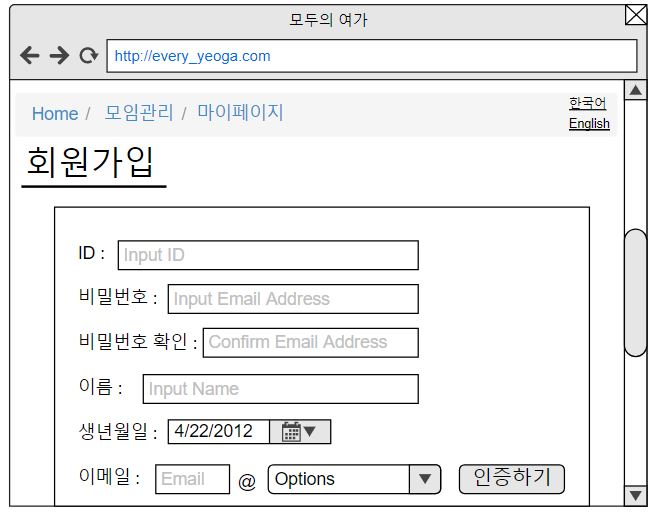 모두의 여가
http://every_yeoga.com
Home / 모임관리 / 마이페이지
한국어
English
회원가입
ID : Input ID
비밀번호 : Input Email Address
비밀번호 확인 : Confirm Email Address
이름 : Input Name
생년월일 : 4/22/2012
이메일 : Email @ Options 인증하기